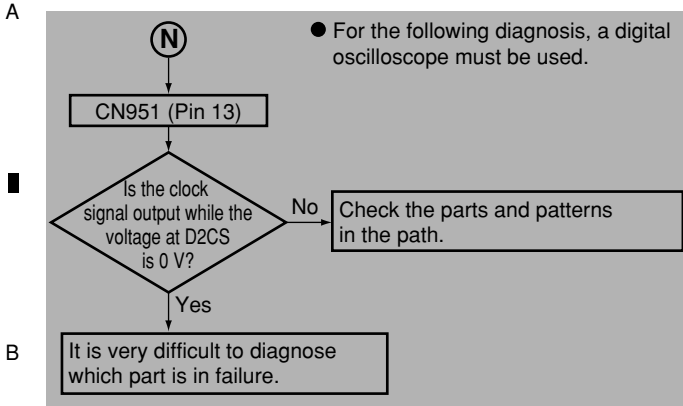 A
N
● For the following diagnosis, a digital
oscilloscope must be used.
CN951 (Pin 13)
Is the clock
signal output while the
voltage at D2CS
is 0 V?
No
Check the parts and patterns
in the path.
Yes
B
It is very difficult to diagnose
which part is in failure.